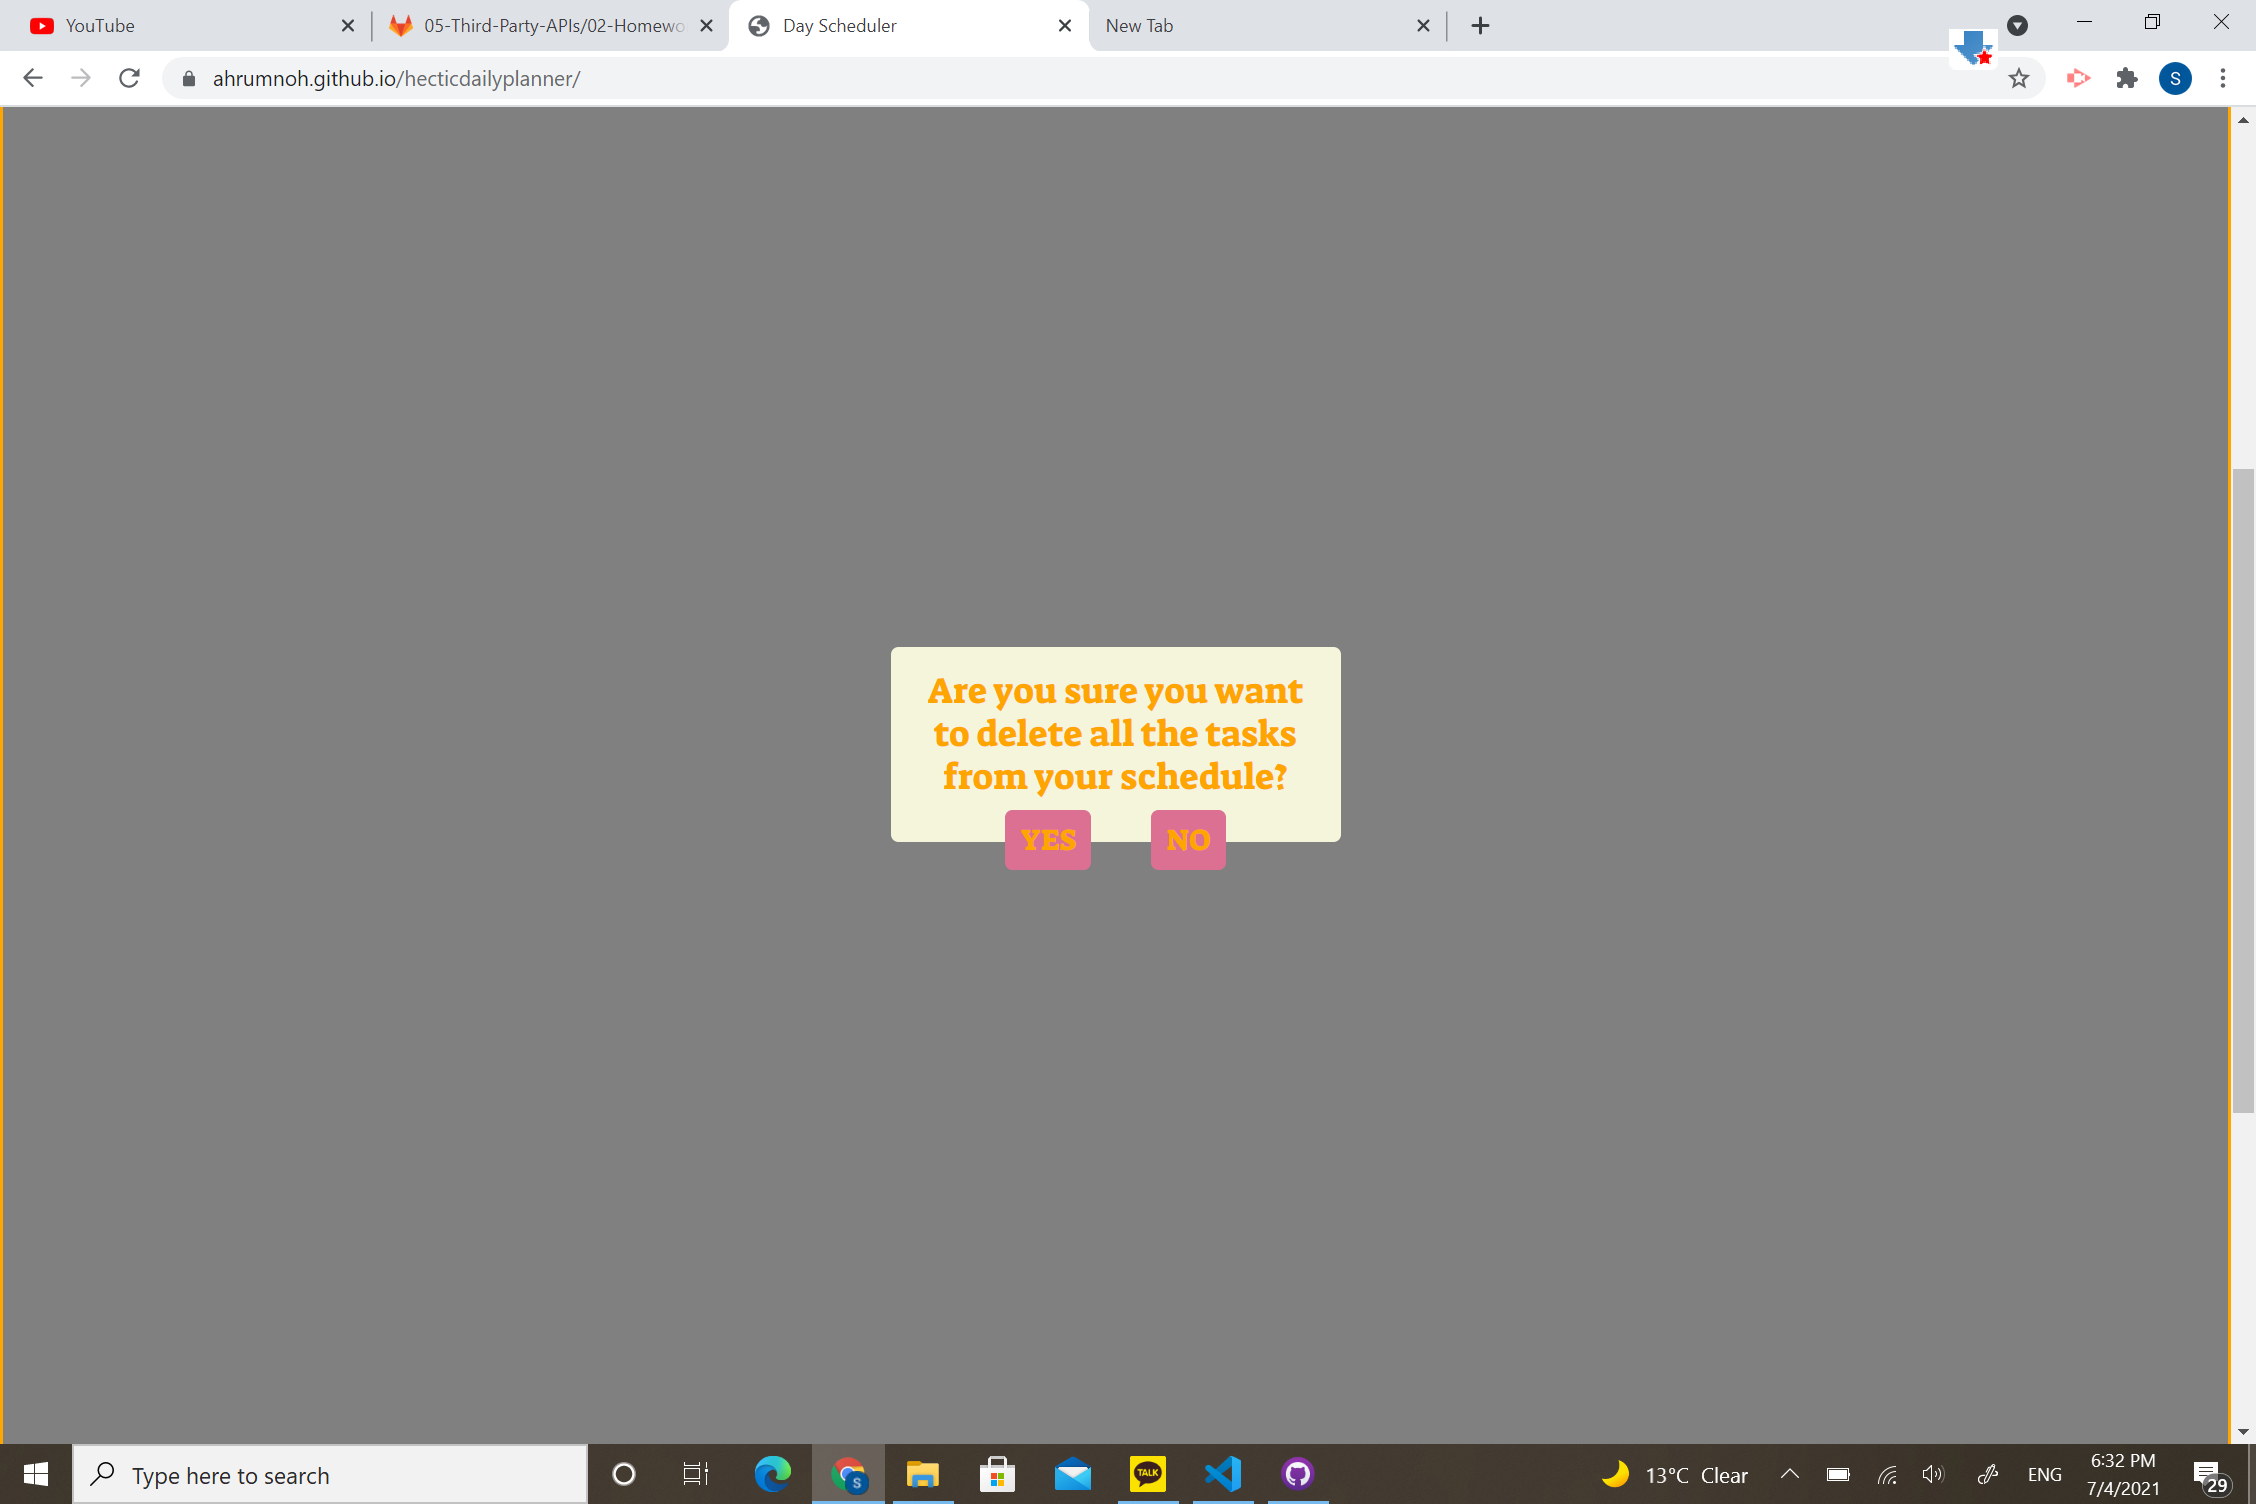 YouTube
05-Third-Party-APIs/02-Homewo
Day Scheduler
New Tab
ahrumnoh.github.io/hecticdailyplanner/
S
Are you sure you want
to delete all the tasks
from your schedule?
YES NO
Type here to search
S
TALK
13°C Clear
ENG
6:32 PM
7/4/2021
29